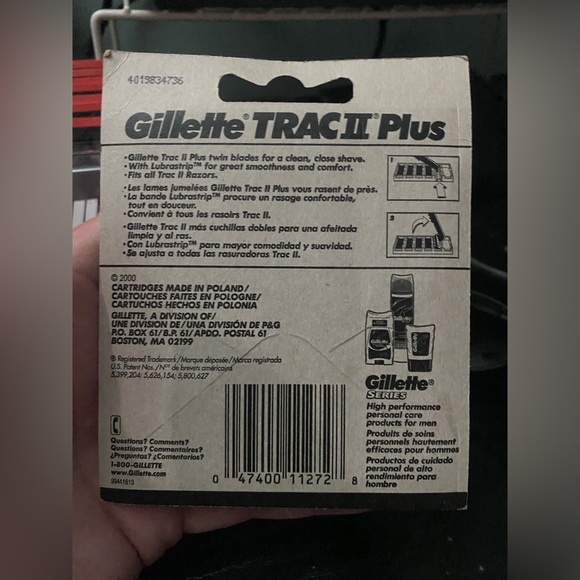 4019834736
Gillette® TRAC II® Plus
•Gillette Trac II Plus twin blades for a clean, close shave.
•With Lubrastrip™ for great smoothness and comfort.
•Fits all Trac II Razors.
•Les lames jumelées Gillette Trac II Plus vous rasent de près.
•La bande Lubrastrip™ procure un rasage confortable,
tout en douceur.
•Convient à tous les rasoirs Trac II.
•Gillette Trac II más cuchillas dobles para una afeitada
limpia y al ras.
•Con Lubrastrip™ para mayor comodidad y suavidad.
•Se ajusta a todas las rasuradoras Trac II.
1
2
© 2000
CARTRIDGES MADE IN POLAND/
CARTOUCHES FAITES EN POLOGNE/
CARTUCHOS HECHOS EN POLONIA
GILLETTE, A DIVISION OF/
UNE DIVISION DE/UNA DIVISIÓN DE P&G
P.O. BOX 61/B.P. 61/APDO. POSTAL 61
BOSTON, MA 02199
® Registered Trademark/Marque déposée/Marca registrada
U.S. Patent Nos./Nos de brevets américains
5,399,204; 5,626,154; 5,800,627
Questions? Comments?
Questions? Commentaires?
¿Preguntas? ¿Comentarios?
1-800-GILLETTE
www.Gillette.com
99441813
0 47400 11272 8
Gillette®
SERIES
High performance
personal care
products for men
Produits de soins
personnels hautement
efficaces pour hommes
Productos de cuidado
personal de alto
rendimiento para
hombre